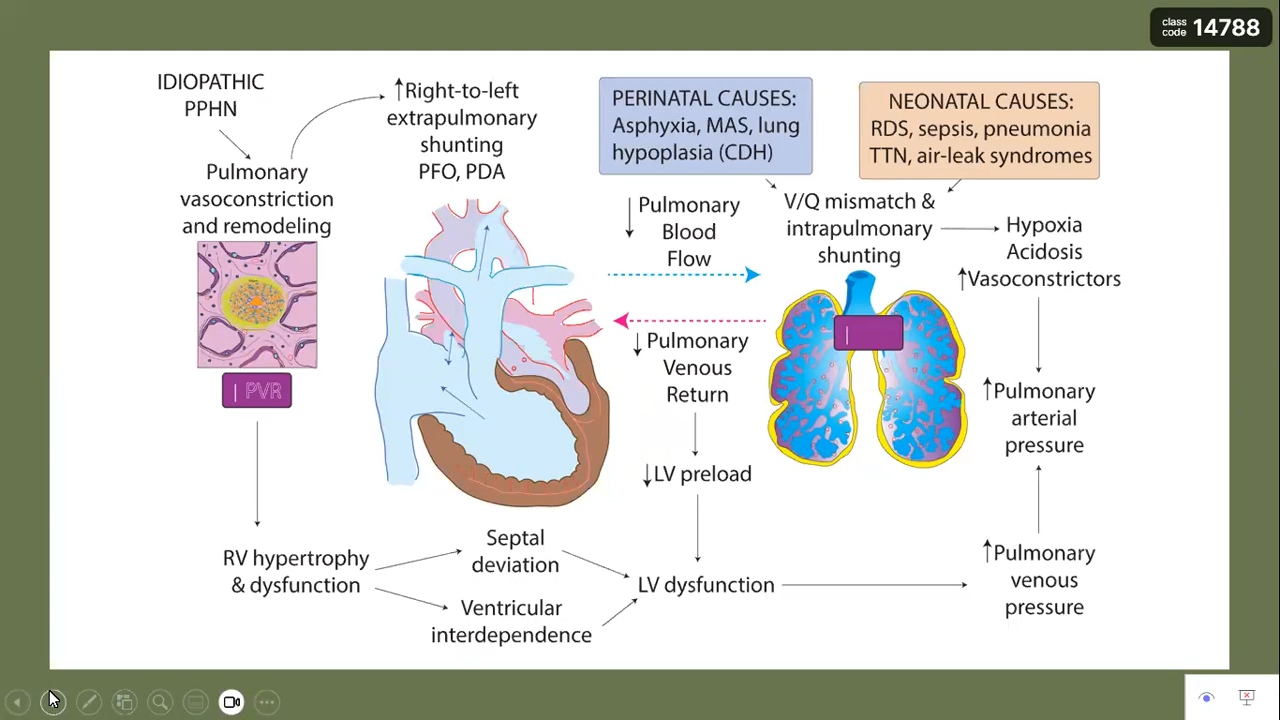 class
code 14788
IDIOPATHIC
PPHN
↑Right-to-left
extrapulmonary
shunting
PFO, PDA
PERINATAL CAUSES:
Asphyxia, MAS, lung
hypoplasia (CDH)
NEONATAL CAUSES:
RDS, sepsis, pneumonia
TTN, air-leak syndromes
Pulmonary
vasoconstriction
and remodeling
↓Pulmonary
Blood
Flow
V/Q mismatch &
intrapulmonary
shunting
Hypoxia
Acidosis
↑Vasoconstrictors
PVR
↓Pulmonary
Venous
Return
↑Pulmonary
arterial
pressure
↓LV preload
RV hypertrophy
& dysfunction
Septal
deviation
Ventricular
interdependence
LV dysfunction
↑Pulmonary
venous
pressure